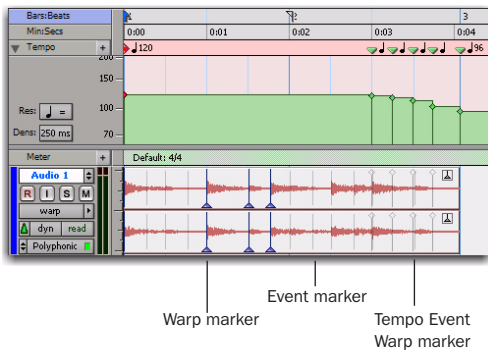 Bars:Beats 2 3
Min:Secs 0:00 0:01 0:02 0:03 0:04
Tempo + 120 96
200
150
Res: =
100
Dens: 250 ms
70
Meter + Default: 4/4
Audio 1
R I S M
warp
dyn read
Polyphonic
Warp marker
Event marker
Tempo Event
Warp marker